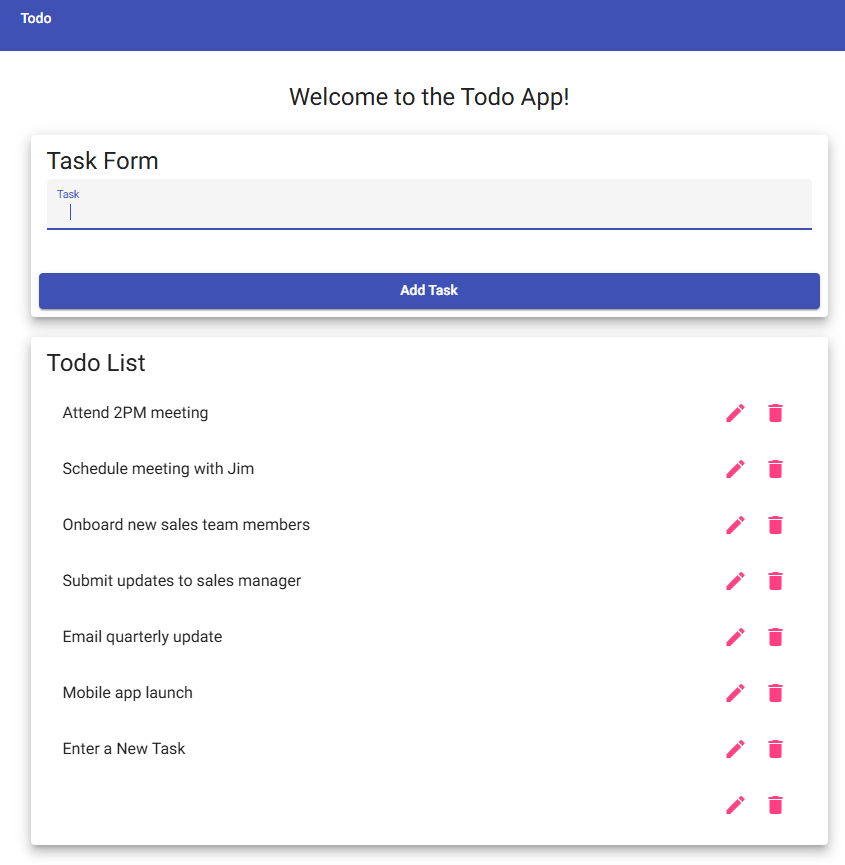 Todo
Welcome to the Todo App!
Task Form
Task
Add Task
Todo List
Attend 2PM meeting
Schedule meeting with Jim
Onboard new sales team members
Submit updates to sales manager
Email quarterly update
Mobile app launch
Enter a New Task